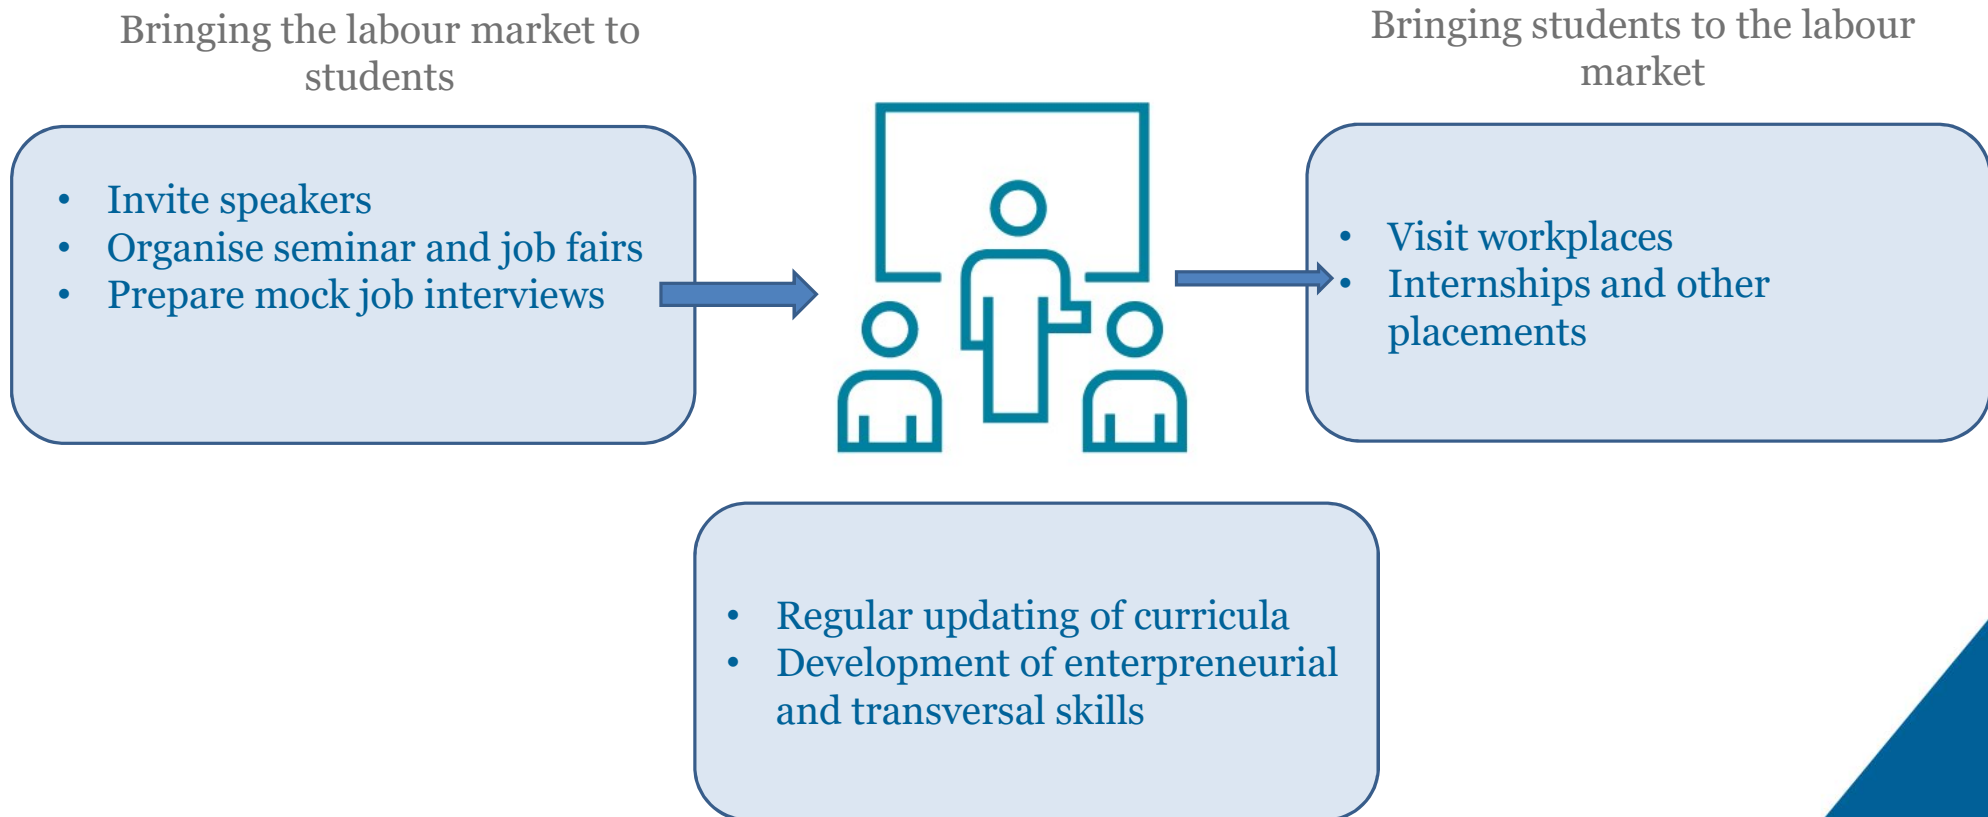 Bringing the labour market to
students
• Invite speakers
• Organise seminar and job fairs
• Prepare mock job interviews
Bringing students to the labour
market
• Visit workplaces
• Internships and other
placements
• Regular updating of curricula
• Development of enterpreneurial
and transversal skills